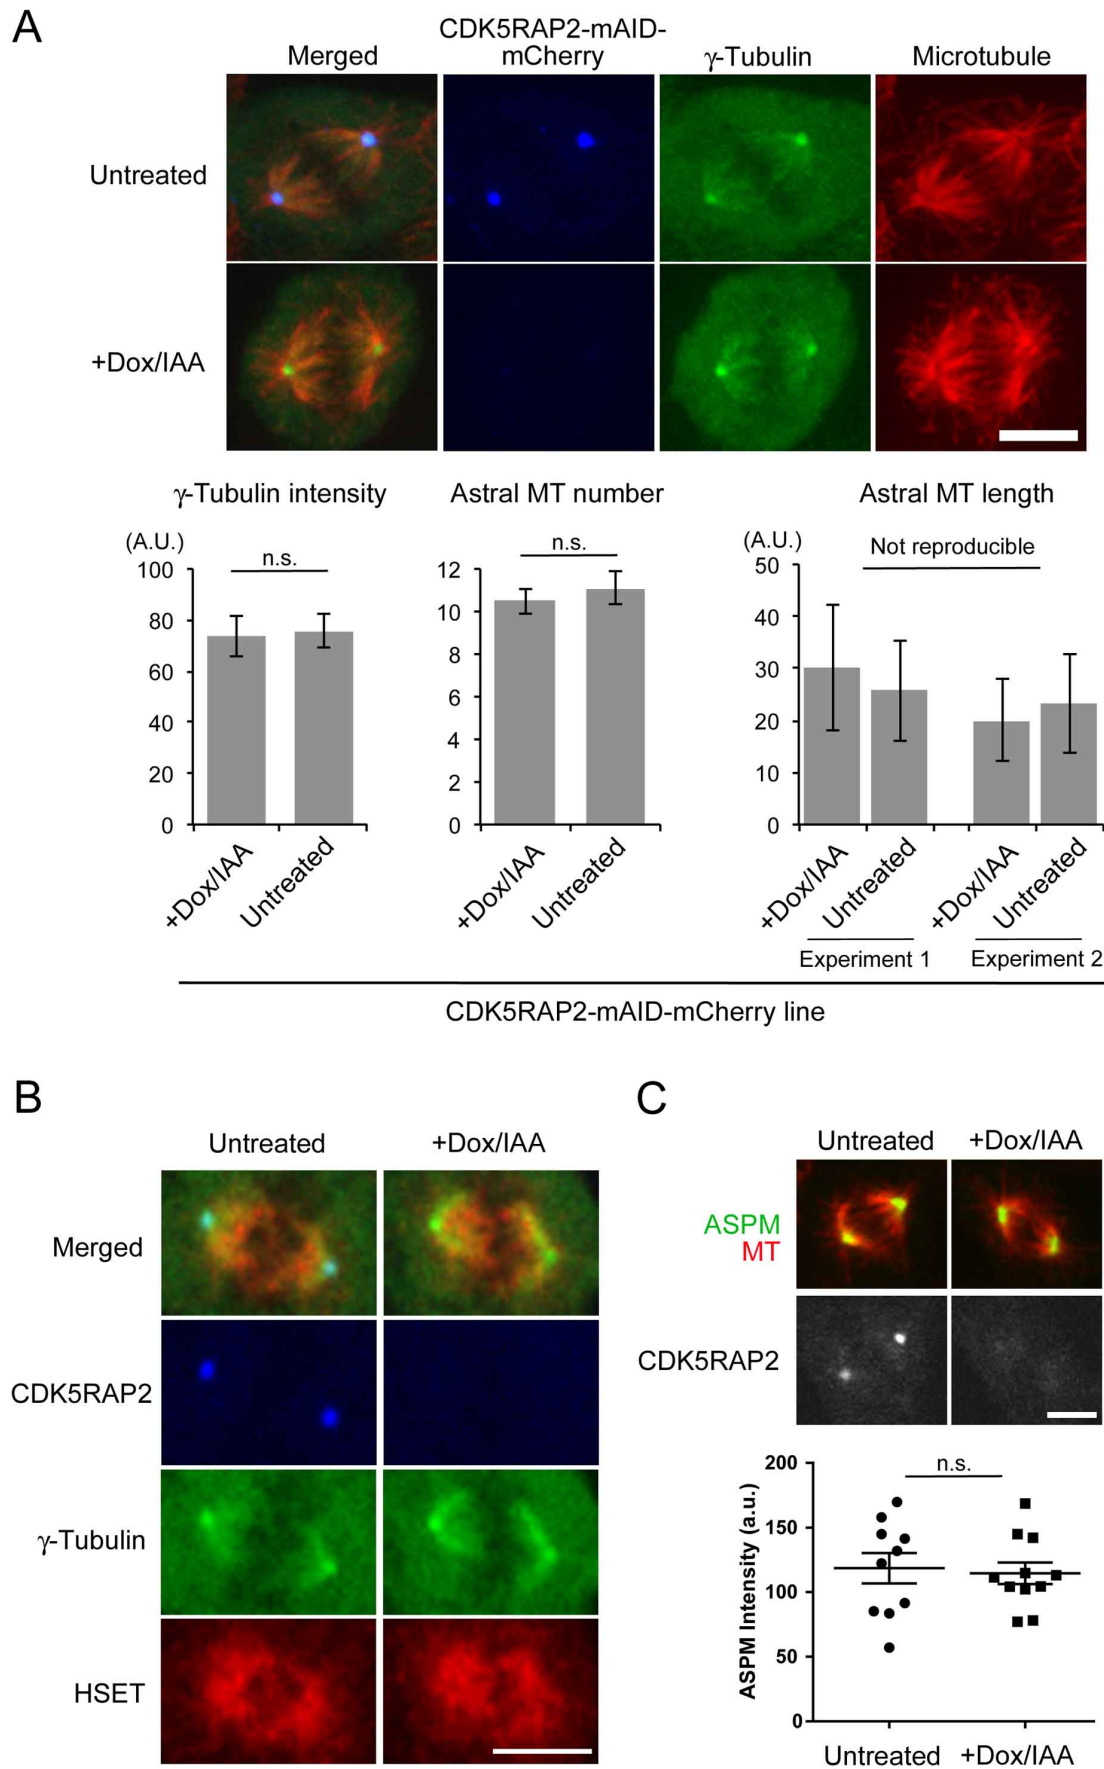 A
Merged
CDK5RAP2-mAID-
mCherry
γ-Tubulin
Microtubule
Untreated
+Dox/IAA
γ-Tubulin intensity
(A.U.)
n.s.
100
80
60
40
20
0
+Dox/IAA
Untreated
Astral MT number
n.s.
12
10
8
6
4
2
0
+Dox/IAA
Untreated
Astral MT length
(A.U.)
Not reproducible
50
40
30
20
10
0
+Dox/IAA
Untreated
+Dox/IAA
Untreated
Experiment 1
Experiment 2
CDK5RAP2-mAID-mCherry line
B
Untreated
+Dox/IAA
Merged
CDK5RAP2
γ-Tubulin
HSET
C
Untreated
+Dox/IAA
ASPM
MT
CDK5RAP2
n.s.
ASPM Intensity (a.u.)
200
150
100
50
0
Untreated
+Dox/IAA